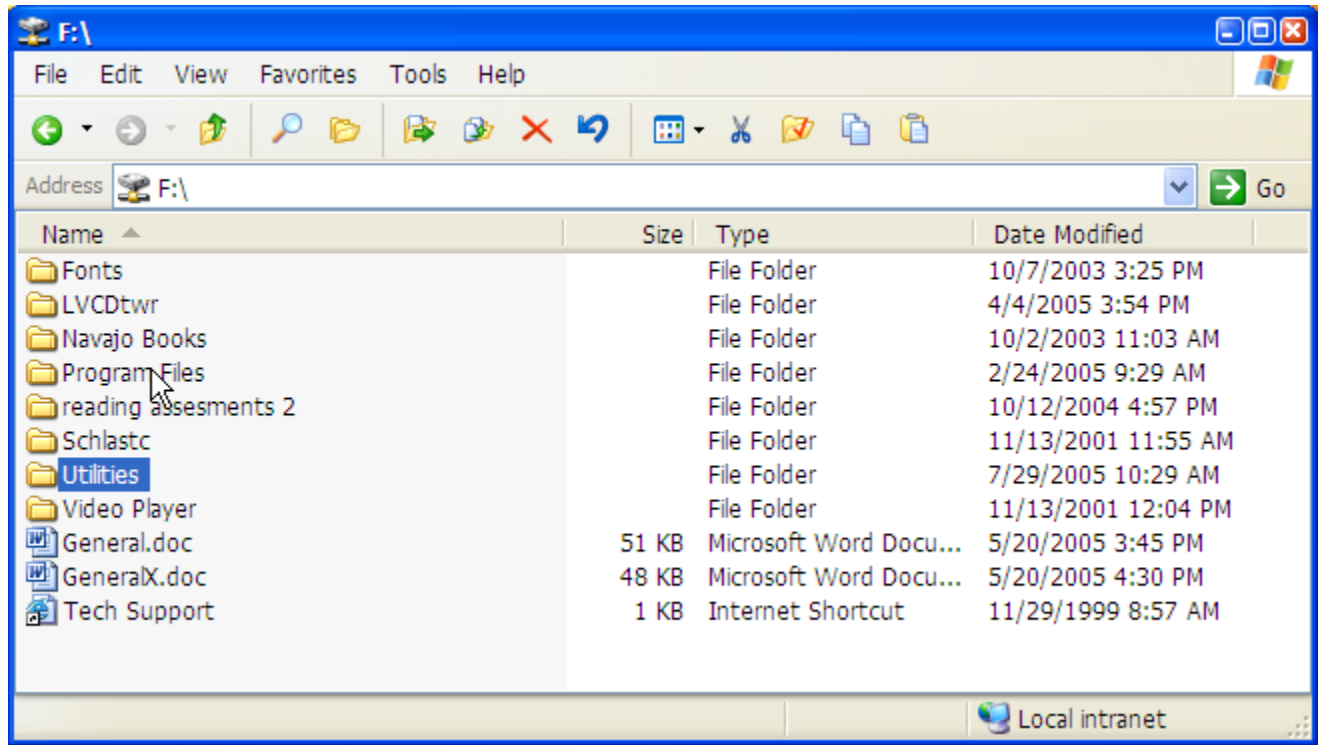 F:\
File Edit View Favorites Tools Help
Address F:\ Go
Name Size Type Date Modified
Fonts File Folder 10/7/2003 3:25 PM
LVCDtwr File Folder 4/4/2005 3:54 PM
Navajo Books File Folder 10/2/2003 11:03 AM
Program Files File Folder 2/24/2005 9:29 AM
reading assesments 2 File Folder 10/12/2004 4:57 PM
Schlastc File Folder 11/13/2001 11:55 AM
Utilities File Folder 7/29/2005 10:29 AM
Video Player File Folder 11/13/2001 12:04 PM
General.doc 51 KB Microsoft Word Docu... 5/20/2005 3:45 PM
GeneralX.doc 48 KB Microsoft Word Docu... 5/20/2005 4:30 PM
Tech Support 1 KB Internet Shortcut 11/29/1999 8:57 AM
Local intranet